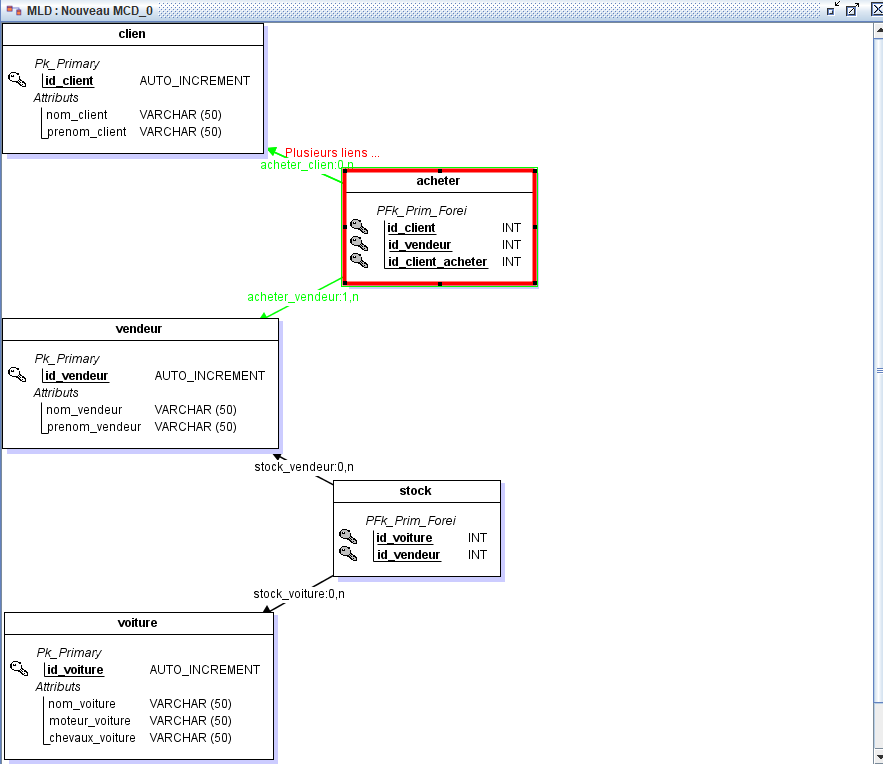 MLD : Nouveau MCD_0
clien
Pk_Primary
id_client AUTO_INCREMENT
Attributs
nom_client VARCHAR (50)
prenom_client VARCHAR (50)
Plusieurs liens ...
acheter_clien:0,n
acheter
PFk_Prim_Forei
id_client INT
id_vendeur INT
id_client_acheter INT
acheter_vendeur:1,n
vendeur
Pk_Primary
id_vendeur AUTO_INCREMENT
Attributs
nom_vendeur VARCHAR (50)
prenom_vendeur VARCHAR (50)
stock_vendeur:0,n
stock
PFk_Prim_Forei
id_voiture INT
id_vendeur INT
stock_voiture:0,n
voiture
Pk_Primary
id_voiture AUTO_INCREMENT
Attributs
nom_voiture VARCHAR (50)
moteur_voiture VARCHAR (50)
chevaux_voiture VARCHAR (50)